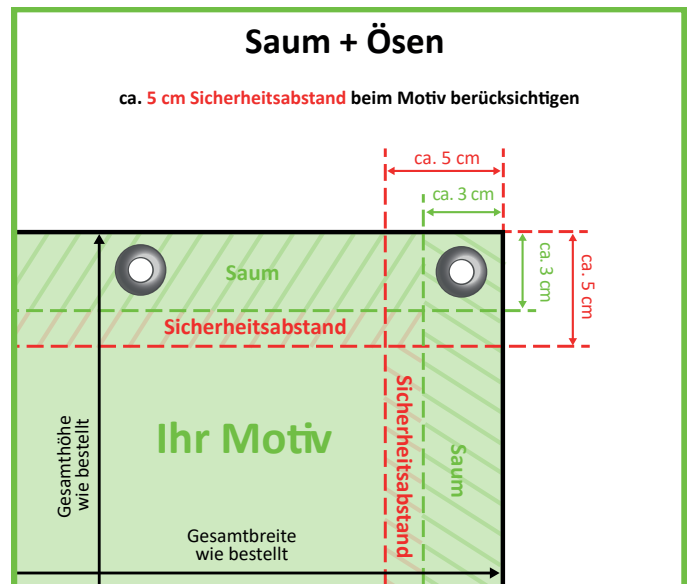 Saum + Ösen
ca. 5 cm Sicherheitsabstand beim Motiv berücksichtigen
ca. 5 cm
ca. 3 cm
Saum
ca. 3 cm
ca. 5 cm
Sicherheitsabstand
Ihr Motiv
Sicherheitsabstand
Saum
Gesamthöhe
wie bestellt
Gesamtbreite
wie bestellt